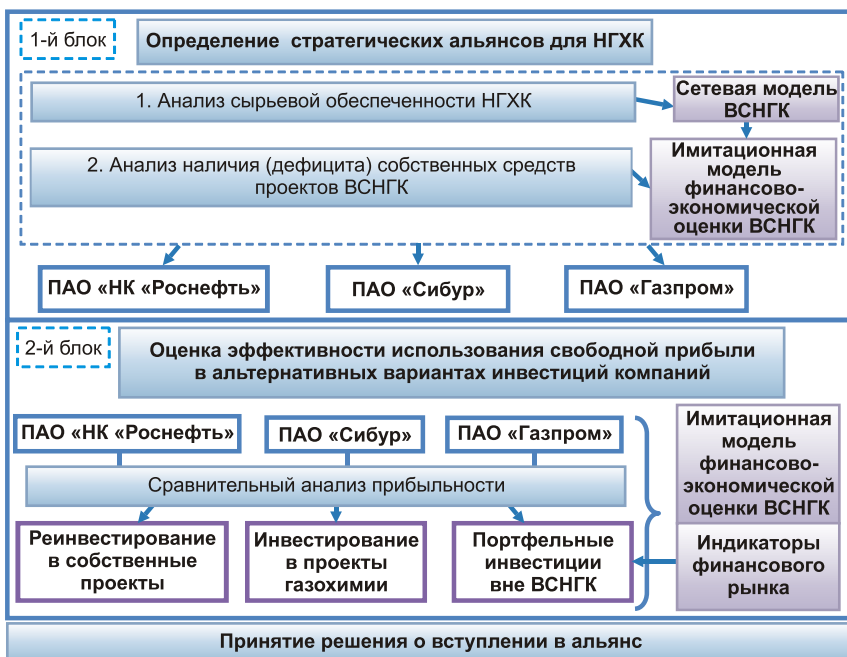 1-й блок
Определение стратегических альянсов для НГХК
1. Анализ сырьевой обеспеченности НГХК
Сетевая модель
ВСНГК
2. Анализ наличия (дефицита) собственных средств
проектов ВСНГК
Имитационная
модель
финансово-
экономической
оценки ВСНГК
ПАО «НК «Роснефть»
ПАО «Сибур»
ПАО «Газпром»
2-й блок
Оценка эффективности использования свободной прибыли
в альтернативных вариантах инвестиций компаний
ПАО «НК «Роснефть»
ПАО «Сибур»
ПАО «Газпром»
Имитационная
модель
финансово-
экономической
оценки ВСНГК
Сравнительный анализ прибыльности
Реинвестирование
в собственные
проекты
Инвестирование
в проекты
газохимии
Портфельные
инвестиции
вне ВСНГК
Индикаторы
финансового
рынка
Принятие решения о вступлении в альянс